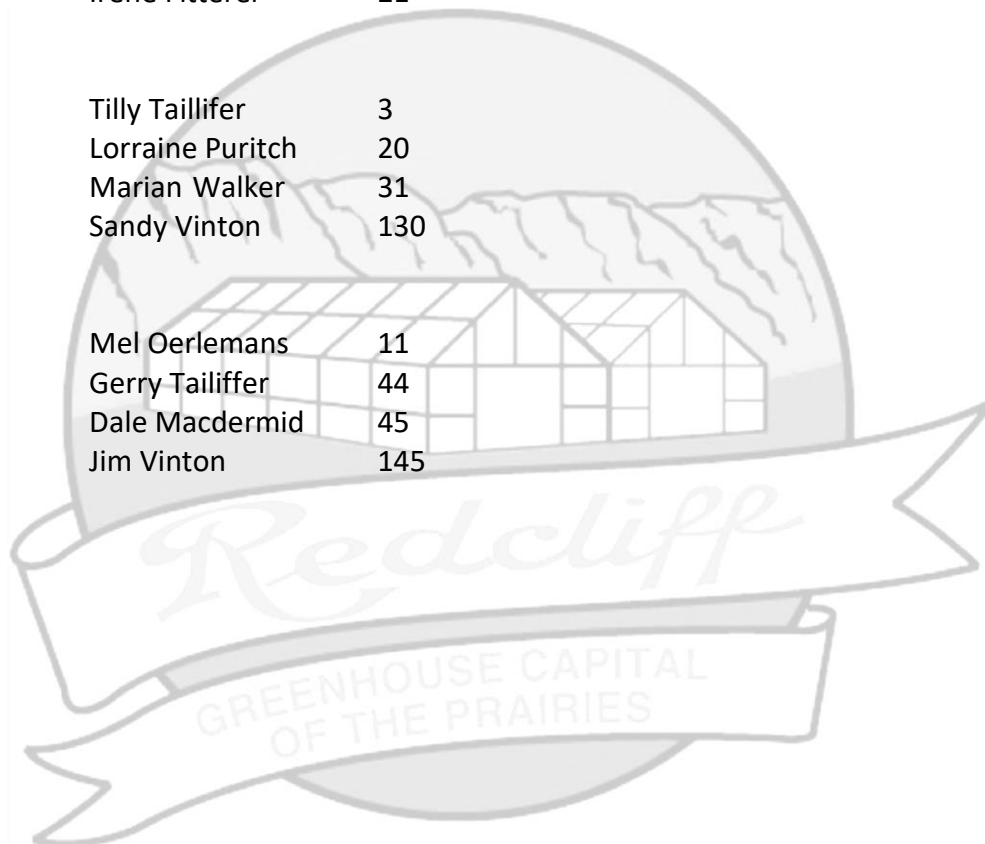 Tilly Taillifer 3
Lorraine Puritch 20
Marian Walker 31
Sandy Vinton 130
Mel Oerlemans 11
Gerry Tailiffer 44
Dale Macdermid 45
Jim Vinton 145
Redcliff
GREENHOUSE CAPITAL
OF THE PRAIRIES